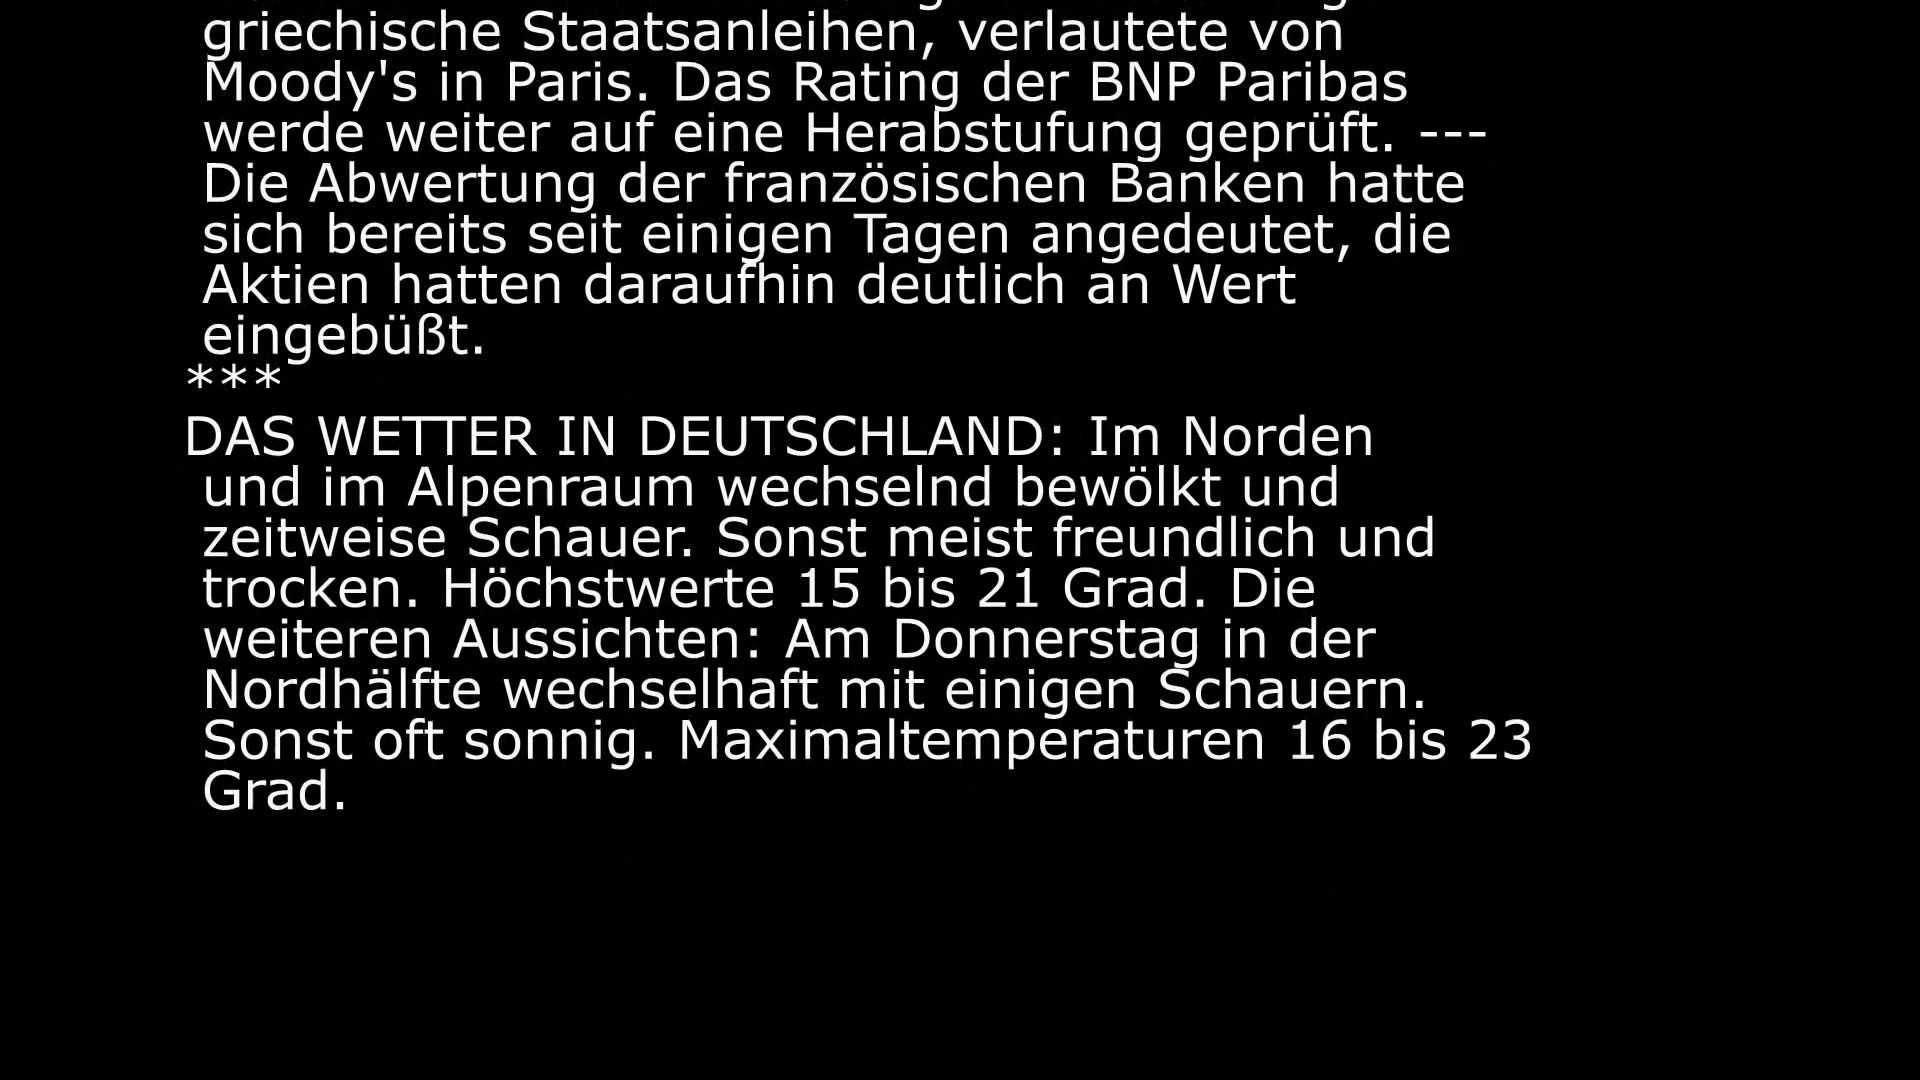 griechische Staatsanleihen, verlautete von
Moody's in Paris. Das Rating der BNP Paribas
werde weiter auf eine Herabstufung geprüft. ---
Die Abwertung der französischen Banken hatte
sich bereits seit einigen Tagen angedeutet, die
Aktien hatten daraufhin deutlich an Wert
eingebüßt.
***
DAS WETTER IN DEUTSCHLAND: Im Norden
und im Alpenraum wechselnd bewölkt und
zeitweise Schauer. Sonst meist freundlich und
trocken. Höchstwerte 15 bis 21 Grad. Die
weiteren Aussichten: Am Donnerstag in der
Nordhälfte wechselhaft mit einigen Schauern.
Sonst oft sonnig. Maximaltemperaturen 16 bis 23
Grad.